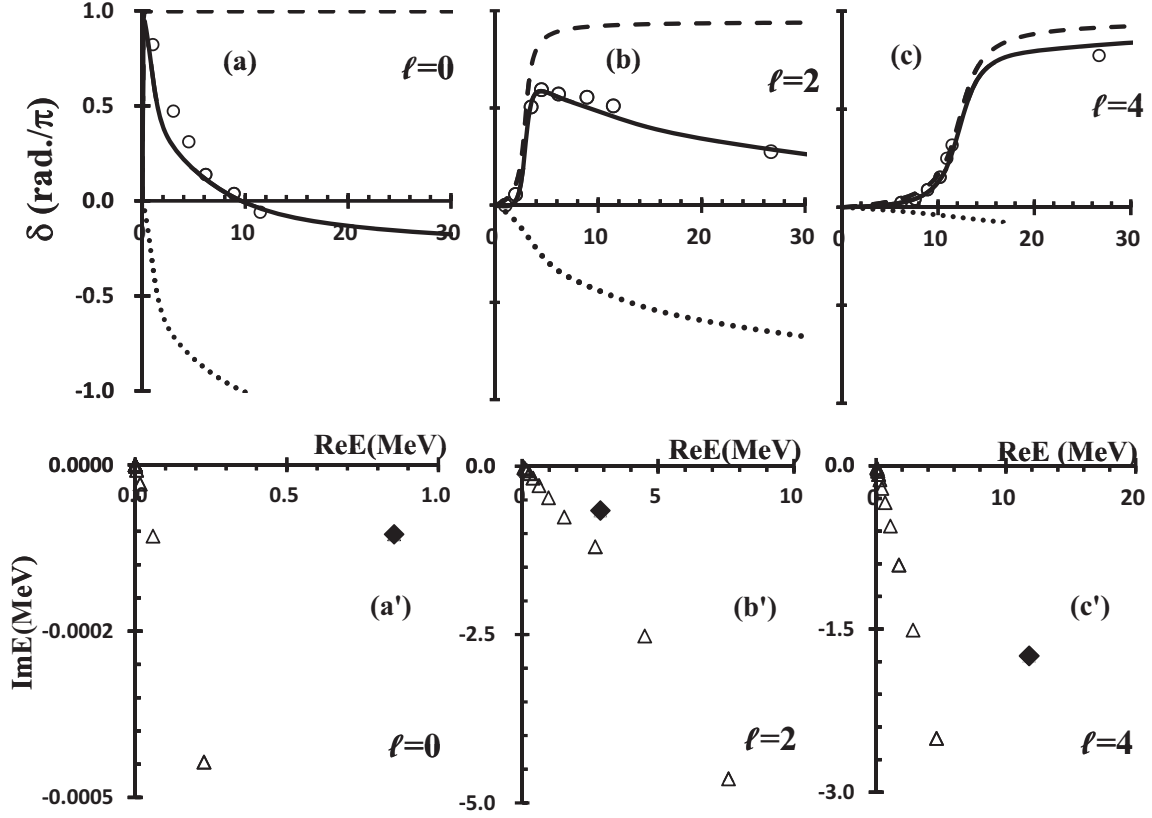 1.0
(a)
(b)
(c)
ℓ=0
ℓ=2
ℓ=4
0.5
δ (rad./π)
0.0
0 10 20 30
0 10 20 30
0 10 20 30
-0.5
-1.0
ReE(MeV)
ReE(MeV)
ReE (MeV)
0.0000
0.0
0.0
0.0 0.5 1.0
0 5 10
0 10 20
ImE(MeV)
(a')
(b')
(c')
-0.0002
-2.5
-1.5
ℓ=0
ℓ=2
ℓ=4
-0.0005
-5.0
-3.0